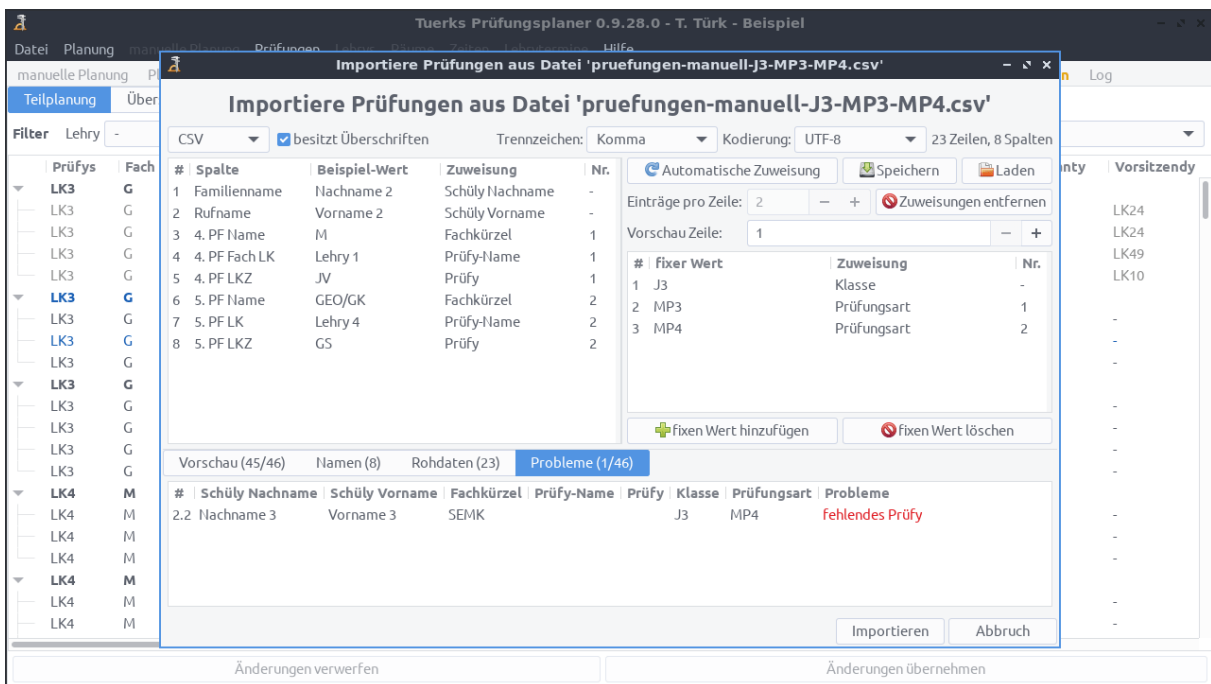 Tuerks Prüfungsplaner 0.9.28.0 - T. Türk - Beispiel
Datei Planung manuelle Planung Prüfungen Lehrys Räume Zeiten Lehrytermine Hilfe
Importiere Prüfungen aus Datei 'pruefungen-manuell-J3-MP3-MP4.csv'
manuelle Planung Log
Teilplanung
Importiere Prüfungen aus Datei 'pruefungen-manuell-J3-MP3-MP4.csv'
Filter Lehry -
CSV besitzt Überschriften Trennzeichen: Komma Kodierung: UTF-8 23 Zeilen, 8 Spalten
Prüfys Fach Vorsitzendy
LK3 G
LK3 G LK24
LK3 G LK24
LK3 G LK49
LK3 G LK10
LK3 G
LK3 G -
LK3 G -
LK3 G -
LK3 G
LK3 G -
LK3 G -
LK3 G -
LK3 G -
LK4 M
LK4 M -
LK4 M -
LK4 M -
LK4 M
LK4 M -
LK4 M -
# Spalte Beispiel-Wert Zuweisung Nr.
1 Familienname Nachname 2 Schüly Nachname -
2 Rufname Vorname 2 Schüly Vorname -
3 4. PF Name M Fachkürzel 1
4 4. PF Fach LK Lehry 1 Prüfy-Name 1
5 4. PF LKZ JV Prüfy 1
6 5. PF Name GEO/GK Fachkürzel 2
7 5. PF LK Lehry 4 Prüfy-Name 2
8 5. PF LKZ GS Prüfy 2
Automatische Zuweisung Speichern Laden
Einträge pro Zeile: 2 − + Zuweisungen entfernen
Vorschau Zeile: 1 − +
# fixer Wert Zuweisung Nr.
1 J3 Klasse -
2 MP3 Prüfungsart 1
3 MP4 Prüfungsart 2
fixen Wert hinzufügen fixen Wert löschen
Vorschau (45/46) Namen (8) Rohdaten (23) Probleme (1/46)
# Schüly Nachname Schüly Vorname Fachkürzel Prüfy-Name Prüfy Klasse Prüfungsart Probleme
2.2 Nachname 3 Vorname 3 SEMK J3 MP4 fehlendes Prüfy
Importieren Abbruch
Änderungen verwerfen Änderungen übernehmen